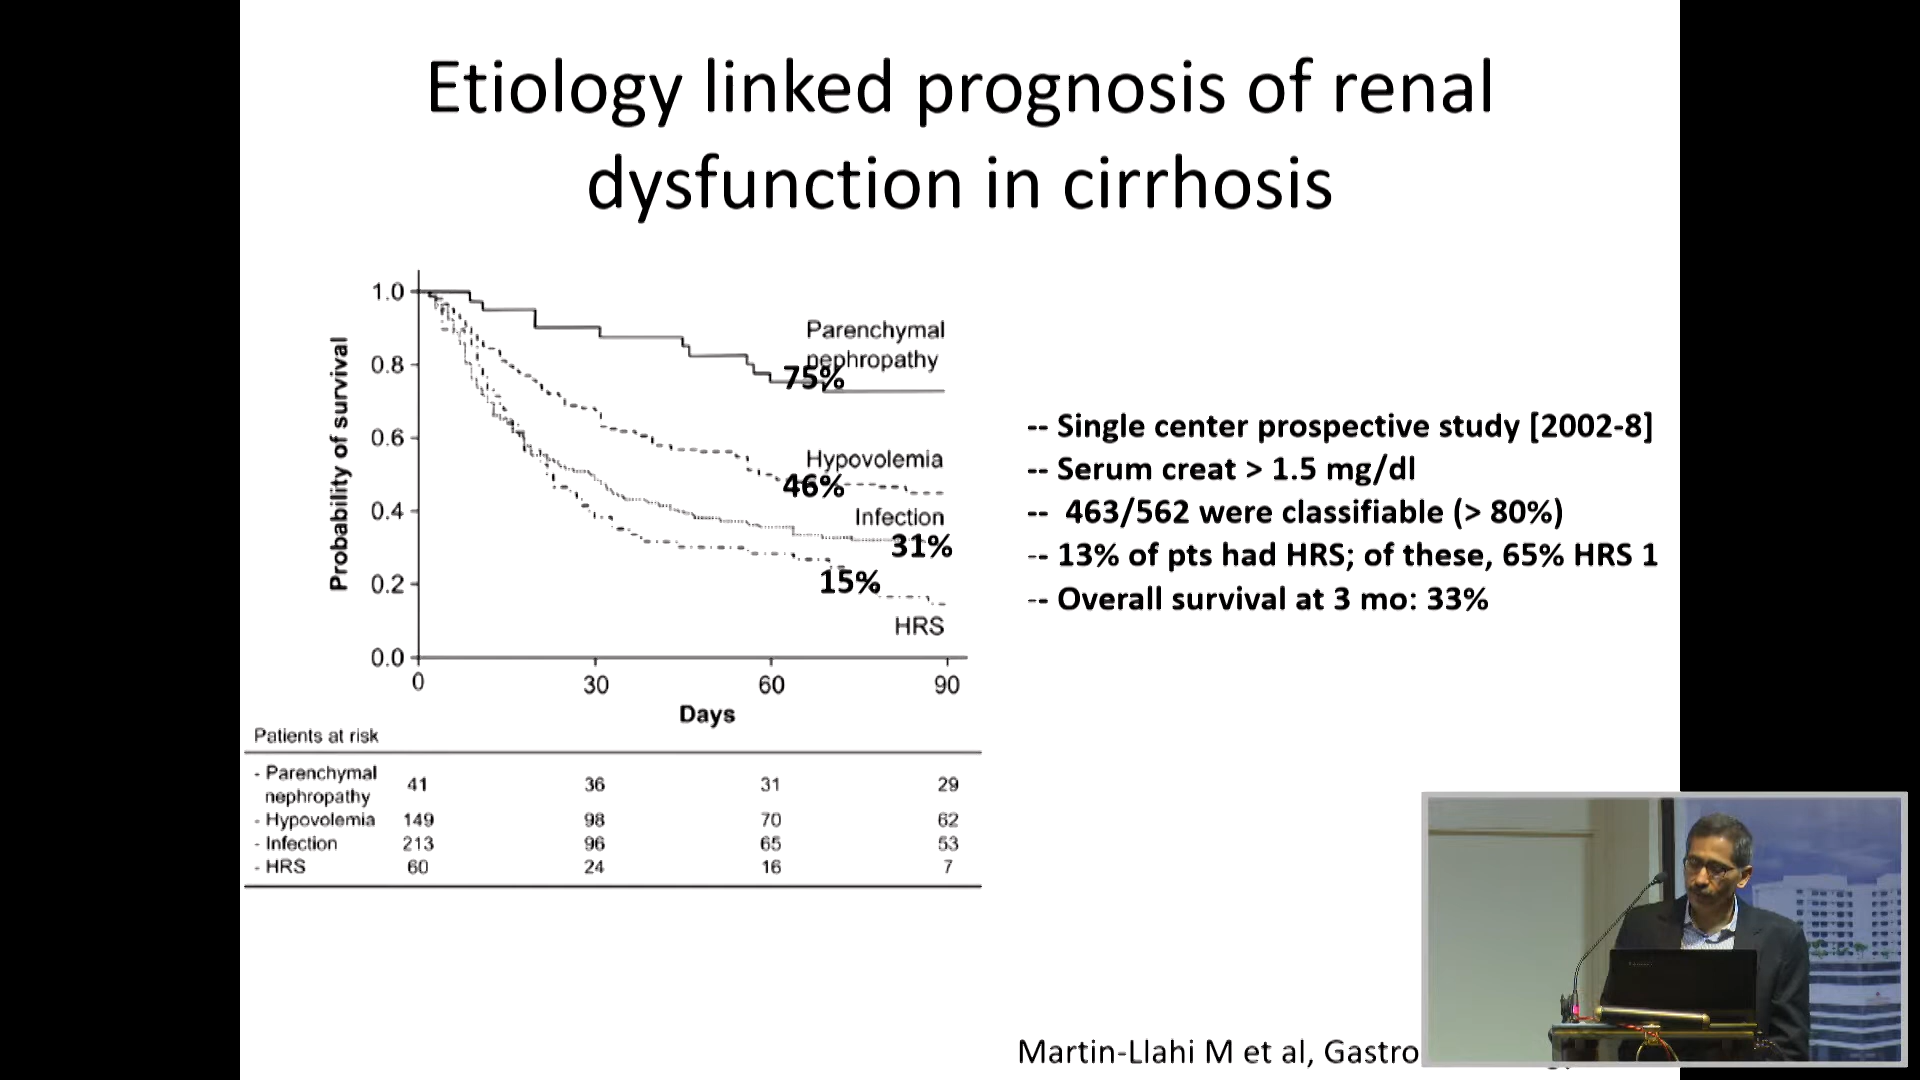 Etiology linked prognosis of renal
dysfunction in cirrhosis
1.0
0.8
0.6
0.4
0.2
0.0
Probability of survival
Parenchymal
nephropathy
75%
Hypovolemia
46%
Infection
31%
15%
HRS
0 30 60 90
Days
Patients at risk
- Parenchymal
nephropathy 41 36 31 29
- Hypovolemia 149 98 70 62
- Infection 213 96 65 53
- HRS 60 24 16 7
-- Single center prospective study [2002-8]
-- Serum creat > 1.5 mg/dl
-- 463/562 were classifiable (> 80%)
-- 13% of pts had HRS; of these, 65% HRS 1
-- Overall survival at 3 mo: 33%
Martin-Llahi M et al, Gastro